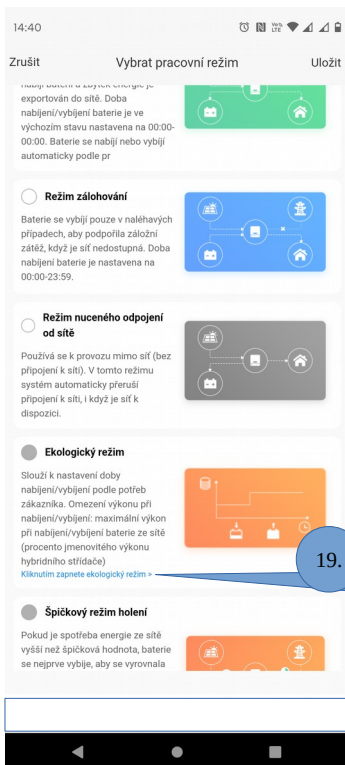 14:40
VoB LTE
Zrušit Vybrat pracovní režim Uložit
nabíjí baterii a zbytek energie je
exportován do sítě. Doba
nabíjení/vybíjení baterie je ve
výchozím stavu nastavena na 00:00-
00:00. Baterie se nabíjí nebo vybíjí
automaticky podle pr
Režim zálohování
Baterie se vybíjí pouze v naléhavých
případech, aby podpořila záložní
zátěž, když je síť nedostupná. Doba
nabíjení baterie je nastavena na
00:00-23:59.
Režim nuceného odpojení
od sítě
Používá se k provozu mimo síť (bez
připojení k síti). V tomto režimu
systém automaticky přeruší
připojení k síti, i když je síť k
dispozici.
Ekologický režim
Slouží k nastavení doby
nabíjení/vybíjení podle potřeb
zákazníka. Omezení výkonu při
nabíjení/vybíjení: maximální výkon
při nabíjení/vybíjení baterie ze sítě
(procento jmenovitého výkonu
hybridního střídače)
Kliknutím zapnete ekologický režim >
19.
Špičkový režim holení
Pokud je spotřeba energie ze sítě
vyšší než špičková hodnota, baterie
se nejprve vybije, aby se vyrovnala